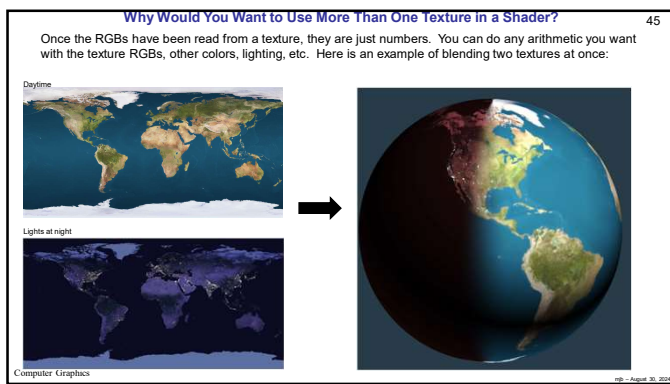 Why Would You Want to Use More Than One Texture in a Shader?
45
Once the RGBs have been read from a texture, they are just numbers.  You can do any arithmetic you want
with the texture RGBs, other colors, lighting, etc.  Here is an example of blending two textures at once:
Daytime
Lights at night
Computer Graphics
mjb – August 30, 2024